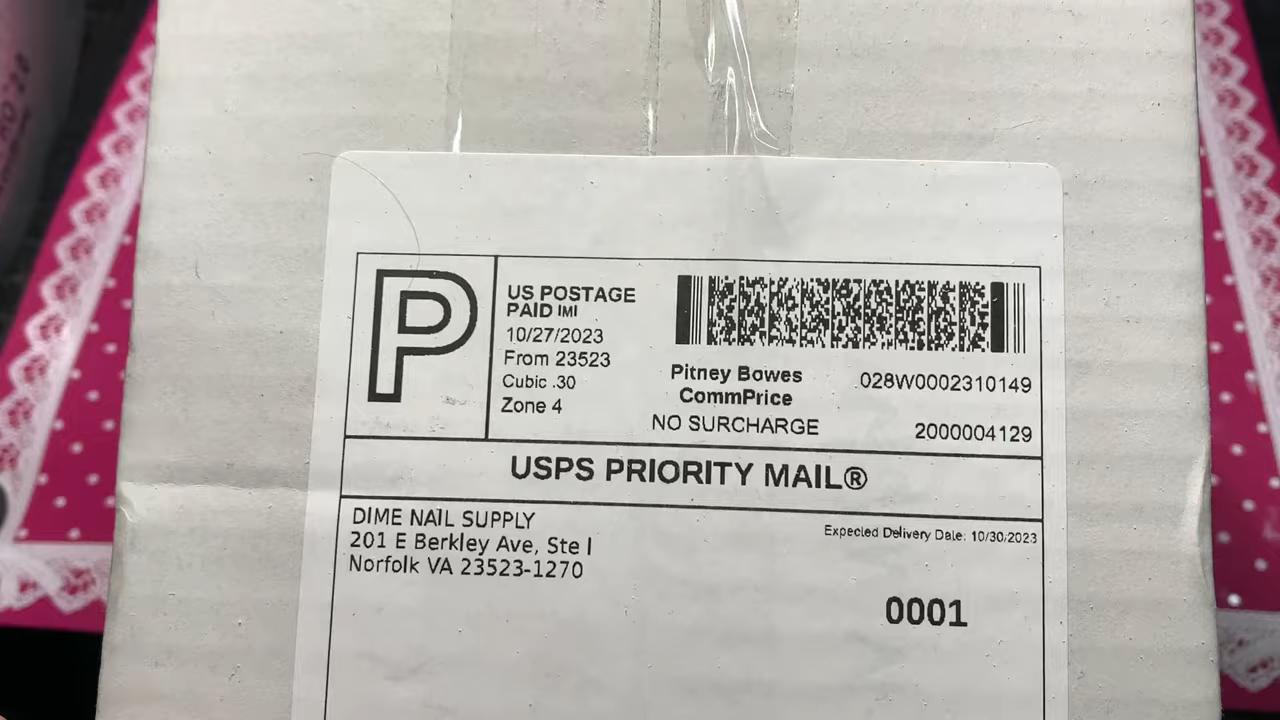 P
US POSTAGE
PAID IMI
10/27/2023
From 23523
Cubic .30
Zone 4
Pitney Bowes
CommPrice
NO SURCHARGE
028W0002310149
2000004129
USPS PRIORITY MAIL®
DIME NAIL SUPPLY
201 E Berkley Ave, Ste I
Norfolk VA 23523-1270
Expected Delivery Date: 10/30/2023
0001